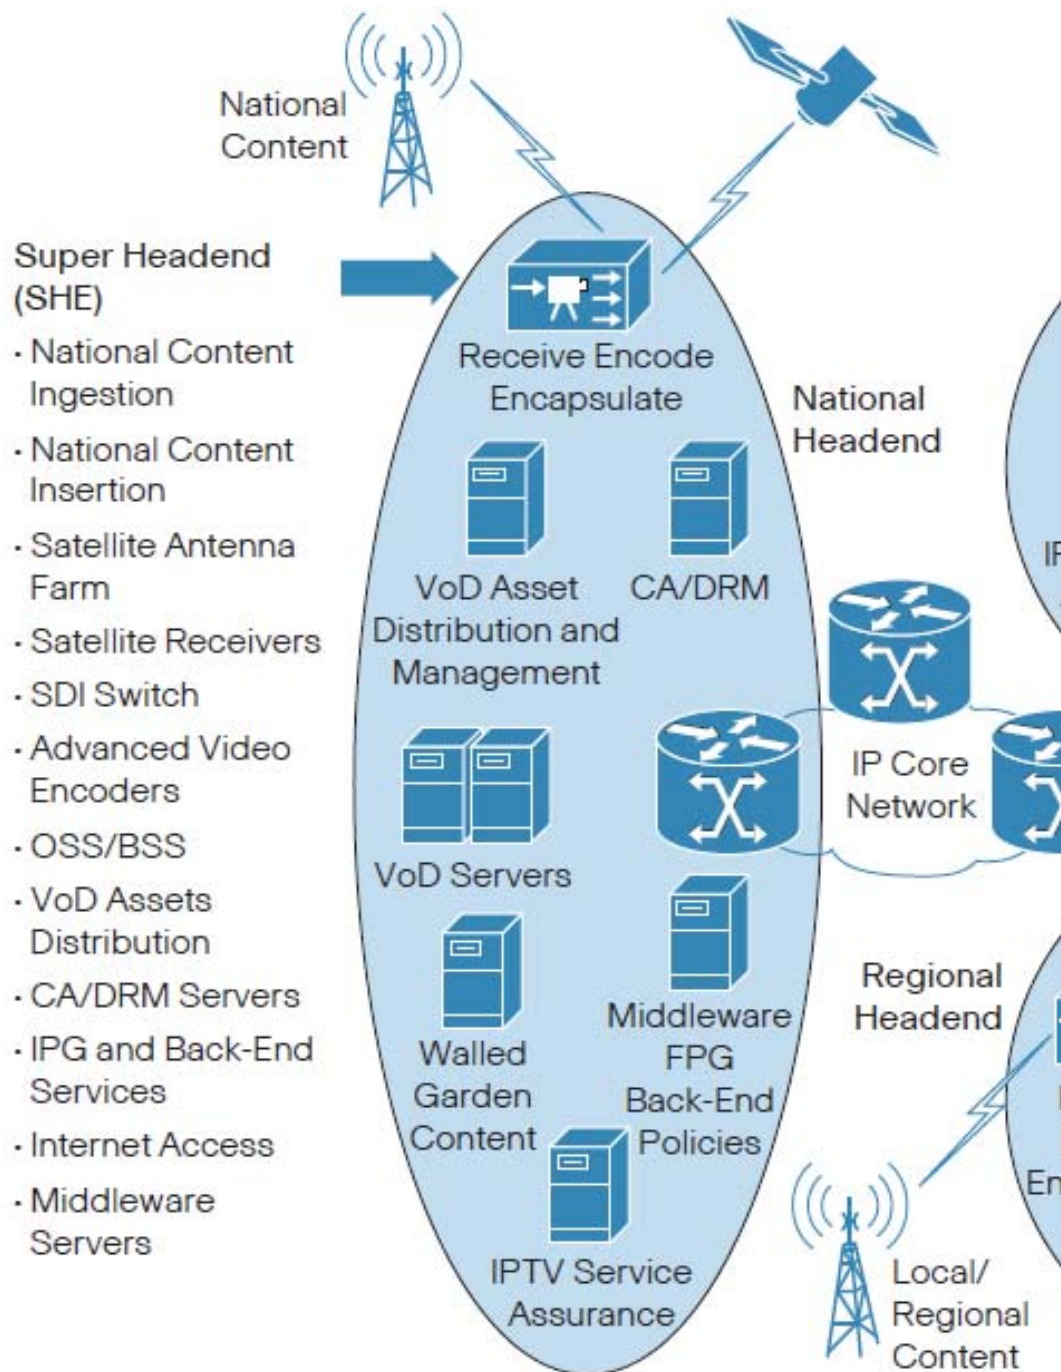 National
Content
Super Headend
(SHE)
· National Content
Ingestion
· National Content
Insertion
· Satellite Antenna
Farm
· Satellite Receivers
· SDI Switch
· Advanced Video
Encoders
· OSS/BSS
· VoD Assets
Distribution
· CA/DRM Servers
· IPG and Back-End
Services
· Internet Access
· Middleware
Servers
Receive Encode
Encapsulate
VoD Asset
Distribution and
Management
CA/DRM
VoD Servers
Walled
Garden
Content
Middleware
FPG
Back-End
Policies
IPTV Service
Assurance
National
Headend
IP Core
Network
Regional
Headend
Local/
Regional
Content